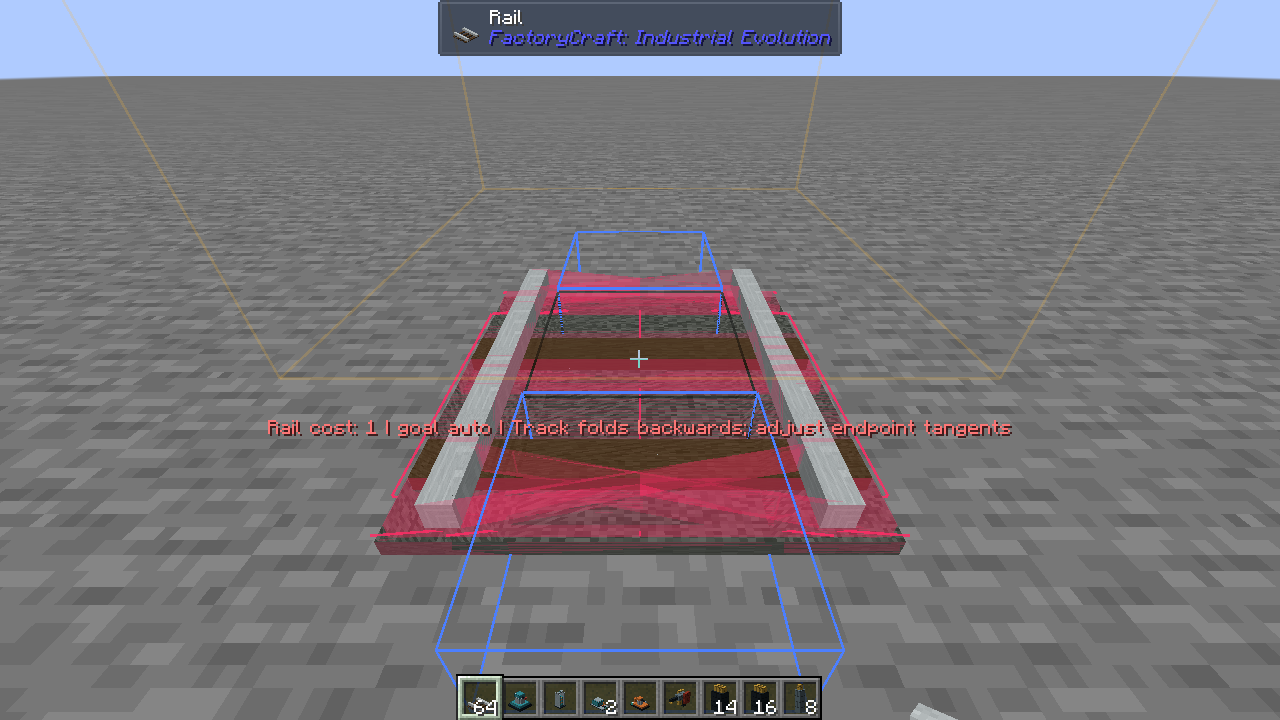 Rail
FactoryCraft: Industrial Evolution
Rail cost: 1 | goal auto | Track folds backwards; adjust endpoint tangents
64 2 14 16 8